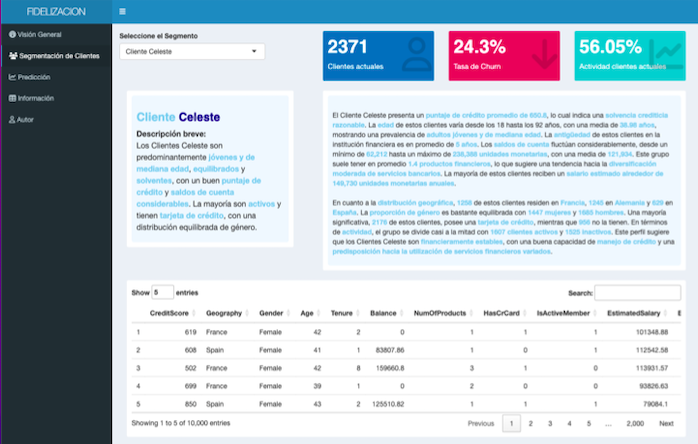 FIDELIZACION
Visión General
Segmentación de Clientes
Predicción
Información
Autor
Seleccione el Segmento
Cliente Celeste
2371
Clientes actuales
24.3%
Tasa de Churn
56.05%
Actividad clientes actuales
Cliente Celeste
Descripción breve:
Los Clientes Celeste son
predominantemente jóvenes y de
mediana edad, equilibrados y
solventes, con un buen puntaje de
crédito y saldos de cuenta
considerables. La mayoría son activos y
tienen tarjeta de crédito, con una
distribución equilibrada de género.
El Cliente Celeste presenta un puntaje de crédito promedio de 650.8, lo cual indica una solvencia crediticia
razonable. La edad de estos clientes varía desde los 18 hasta los 92 años, con una media de 38.98 años,
mostrando una prevalencia de adultos jóvenes y de mediana edad. La antigüedad de estos clientes en la
institución financiera es en promedio de 5 años. Los saldos de cuenta fluctúan considerablemente, desde un
mínimo de 62,212 hasta un máximo de 238,388 unidades monetarias, con una media de 121,934. Este grupo
suele tener en promedio 1.4 productos financieros, lo que sugiere una tendencia hacia la diversificación
moderada de servicios bancarios. La mayoría de estos clientes reciben un salario estimado alrededor de
149,730 unidades monetarias anuales.
En cuanto a la distribución geográfica, 1258 de estos clientes residen en Francia, 1245 en Alemania y 629 en
España. La proporción de género es bastante equilibrada con 1447 mujeres y 1685 hombres. Una mayoría
significativa, 2176 de estos clientes, posee una tarjeta de crédito, mientras que 956 no la tienen. En términos
de actividad, el grupo se divide casi a la mitad con 1607 clientes activos y 1525 inactivos. Este perfil sugiere
que los Clientes Celeste son financieramente estables, con una buena capacidad de manejo de crédito y una
predisposición hacia la utilización de servicios financieros variados.
Show 5 entries
Search:
CreditScore Geography Gender Age Tenure Balance NumOfProducts HasCrCard IsActiveMember EstimatedSalary E
1 619 France Female 42 2 0 1 1 1 101348.88
2 608 Spain Female 41 1 83807.86 1 0 1 112542.58
3 502 France Female 42 8 159660.8 3 1 0 113931.57
4 699 France Female 39 1 0 2 0 0 93826.63
5 850 Spain Female 43 2 125510.82 1 1 1 79084.1
Showing 1 to 5 of 10,000 entries
Previous 1 2 3 4 5 ... 2,000 Next